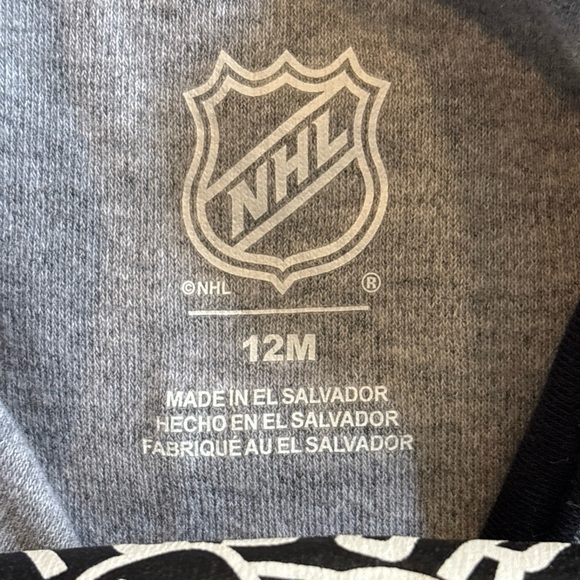 NHL
©NHL ®
12M
MADE IN EL SALVADOR
HECHO EN EL SALVADOR
FABRIQUÉ AU EL SALVADOR